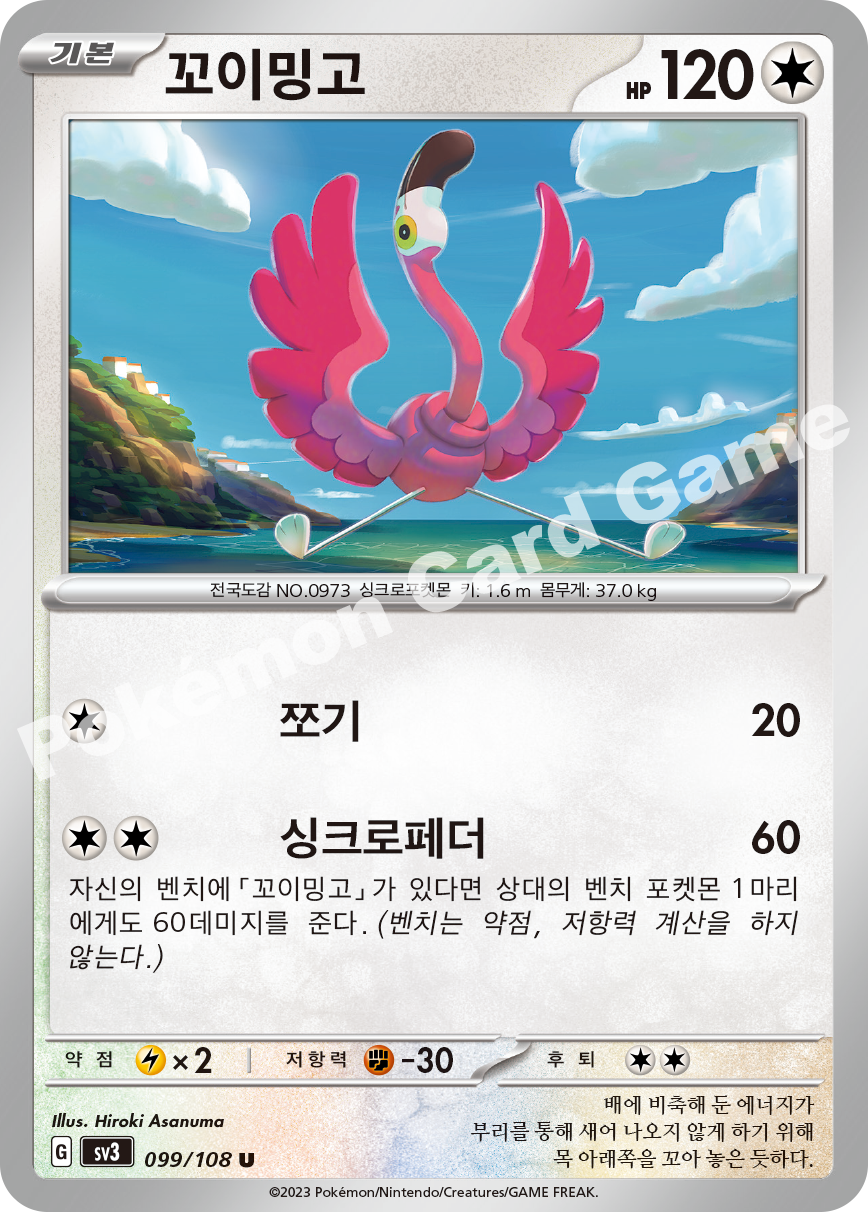 기본
꼬이밍고
HP 120
전국도감 NO.0973 싱크로포켓몬 키: 1.6 m 몸무게: 37.0 kg
Pokémon Card Game
쪼기 20
싱크로페더 60
자신의 벤치에 「꼬이밍고」가 있다면 상대의 벤치 포켓몬 1마리
에게도 60데미지를 준다. (벤치는 약점, 저항력 계산을 하지
않는다.)
약점 ×2 저항력 -30 후퇴
Illus. Hiroki Asanuma
G sv3 099/108 U
배에 비축해 둔 에너지가
부리를 통해 새어 나오지 않게 하기 위해
목 아래쪽을 꼬아 놓은 듯하다.
©2023 Pokémon/Nintendo/Creatures/GAME FREAK.